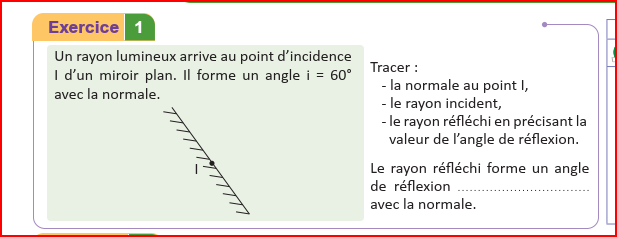 Exercice 1
Un rayon lumineux arrive au point d’incidence
I d’un miroir plan. Il forme un angle i = 60°
avec la normale.
I
Tracer :
- la normale au point I,
- le rayon incident,
- le rayon réfléchi en précisant la
valeur de l’angle de réflexion.
Le rayon réfléchi forme un angle
de réflexion .................................
avec la normale.